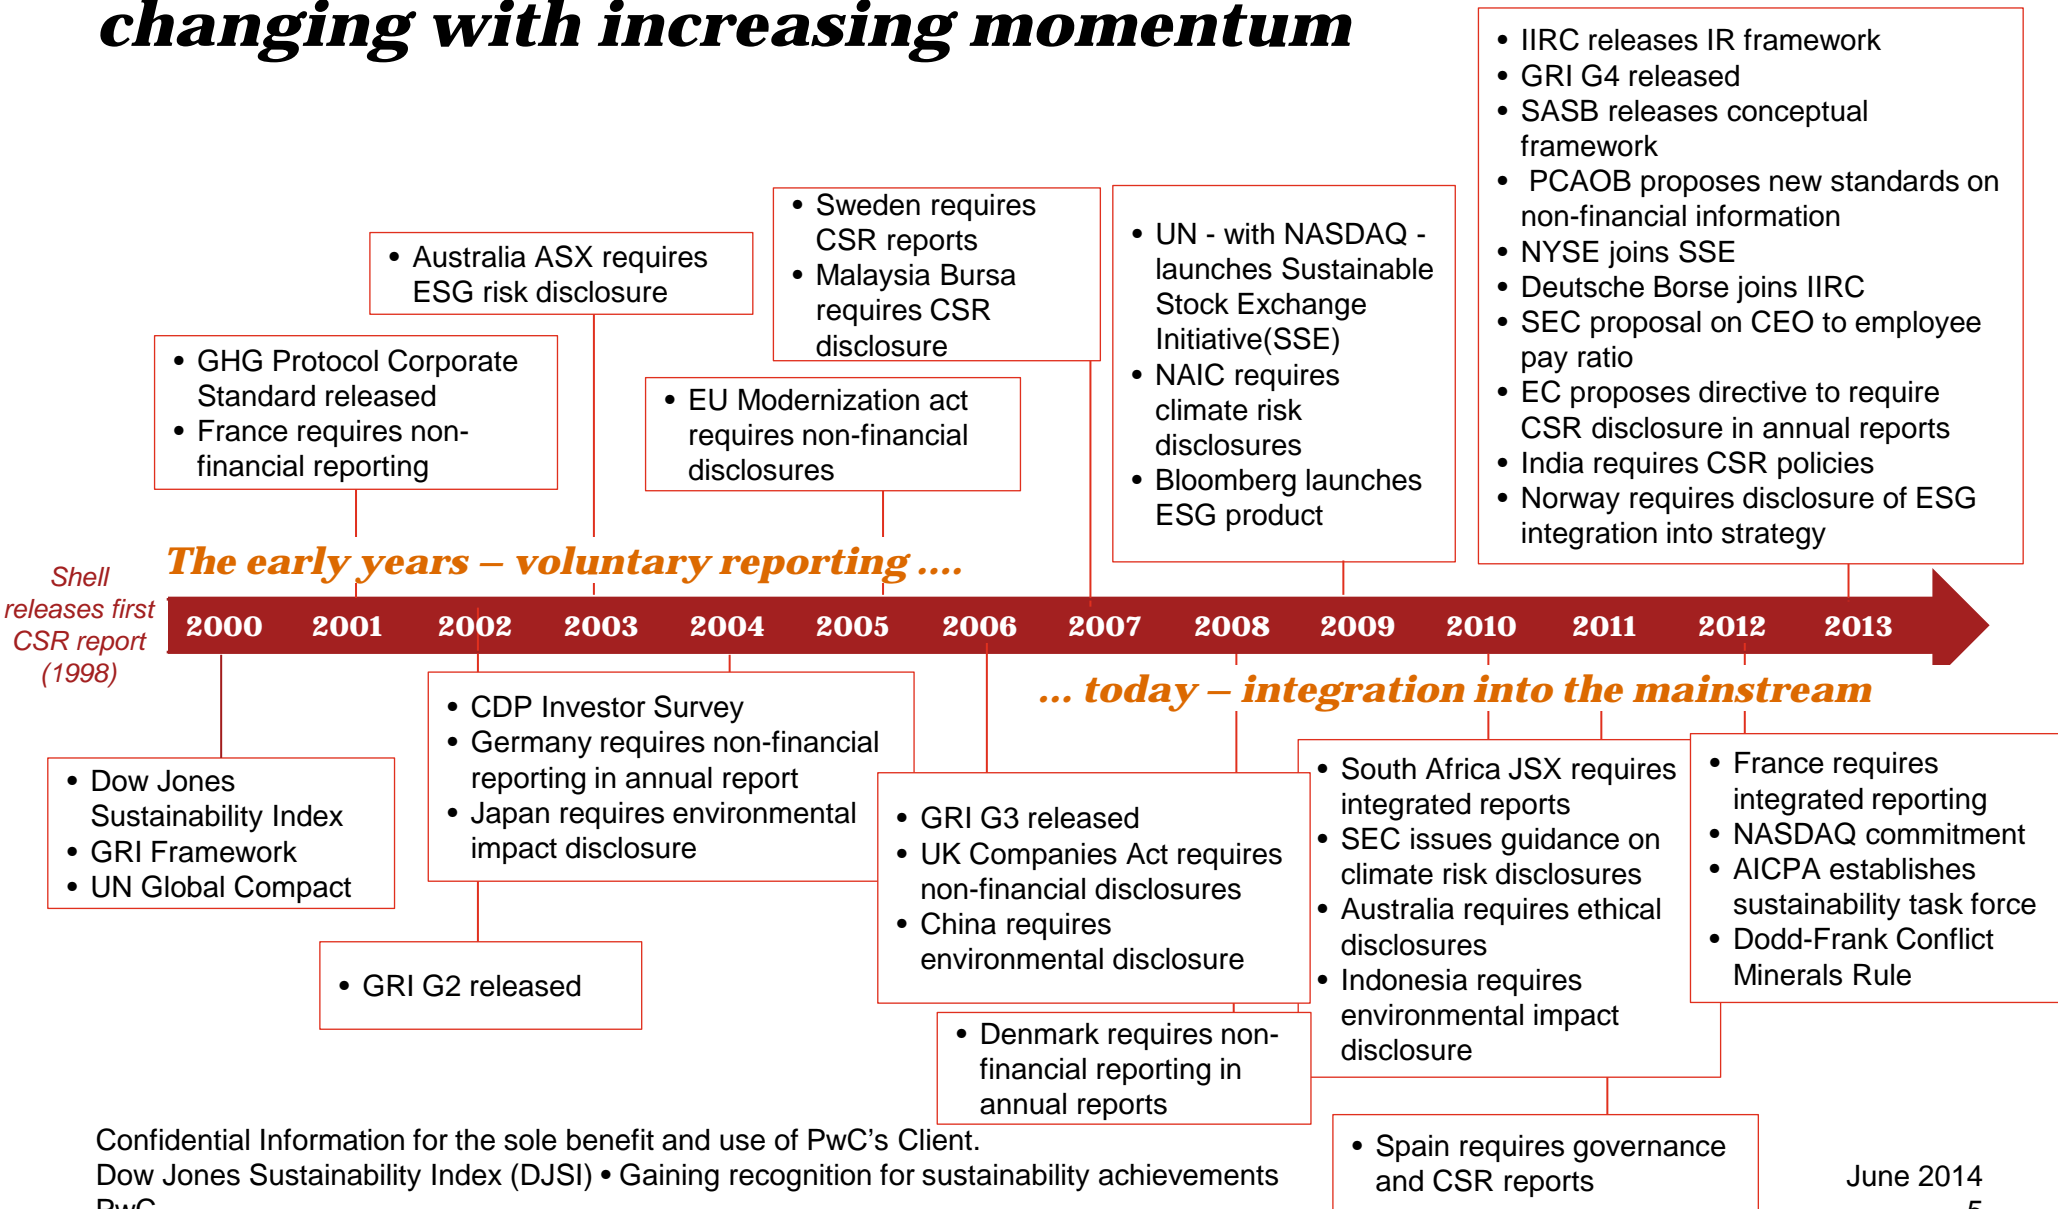 changing with increasing momentum
• IIRC releases IR framework
• GRI G4 released
• SASB releases conceptual
framework
• PCAOB proposes new standards on
non-financial information
• NYSE joins SSE
• Deutsche Borse joins IIRC
• SEC proposal on CEO to employee
pay ratio
• EC proposes directive to require
CSR disclosure in annual reports
• India requires CSR policies
• Norway requires disclosure of ESG
integration into strategy
• Sweden requires
CSR reports
• Malaysia Bursa
requires CSR
disclosure
• UN - with NASDAQ -
launches Sustainable
Stock Exchange
Initiative(SSE)
• NAIC requires
climate risk
disclosures
• Bloomberg launches
ESG product
• Australia ASX requires
ESG risk disclosure
• GHG Protocol Corporate
Standard released
• France requires non-
financial reporting
• EU Modernization act
requires non-financial
disclosures
The early years – voluntary reporting ....
Shell
releases first
CSR report
(1998)
2000 2001 2002 2003 2004 2005 2006 2007 2008 2009 2010 2011 2012 2013
... today – integration into the mainstream
• Dow Jones
Sustainability Index
• GRI Framework
• UN Global Compact
• CDP Investor Survey
• Germany requires non-financial
reporting in annual report
• Japan requires environmental
impact disclosure
• GRI G2 released
• GRI G3 released
• UK Companies Act requires
non-financial disclosures
• China requires
environmental disclosure
• Denmark requires non-
financial reporting in
annual reports
• South Africa JSX requires
integrated reports
• SEC issues guidance on
climate risk disclosures
• Australia requires ethical
disclosures
• Indonesia requires
environmental impact
disclosure
• France requires
integrated reporting
• NASDAQ commitment
• AICPA establishes
sustainability task force
• Dodd-Frank Conflict
Minerals Rule
• Spain requires governance
and CSR reports
Confidential Information for the sole benefit and use of PwC's Client.
Dow Jones Sustainability Index (DJSI) • Gaining recognition for sustainability achievements
PwC
June 2014
5